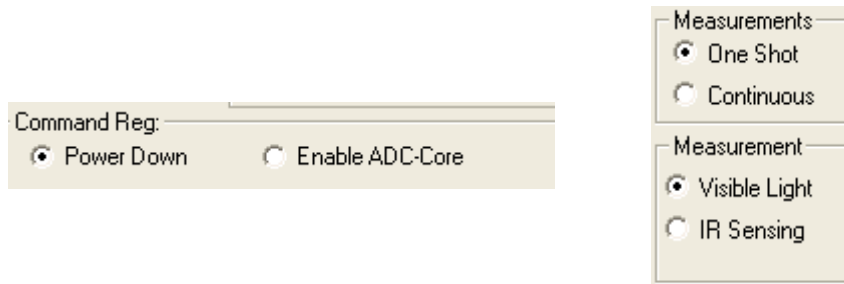 Command Reg:
Power Down Enable ADC-Core
Measurements
One Shot
Continuous
Measurement
Visible Light
IR Sensing